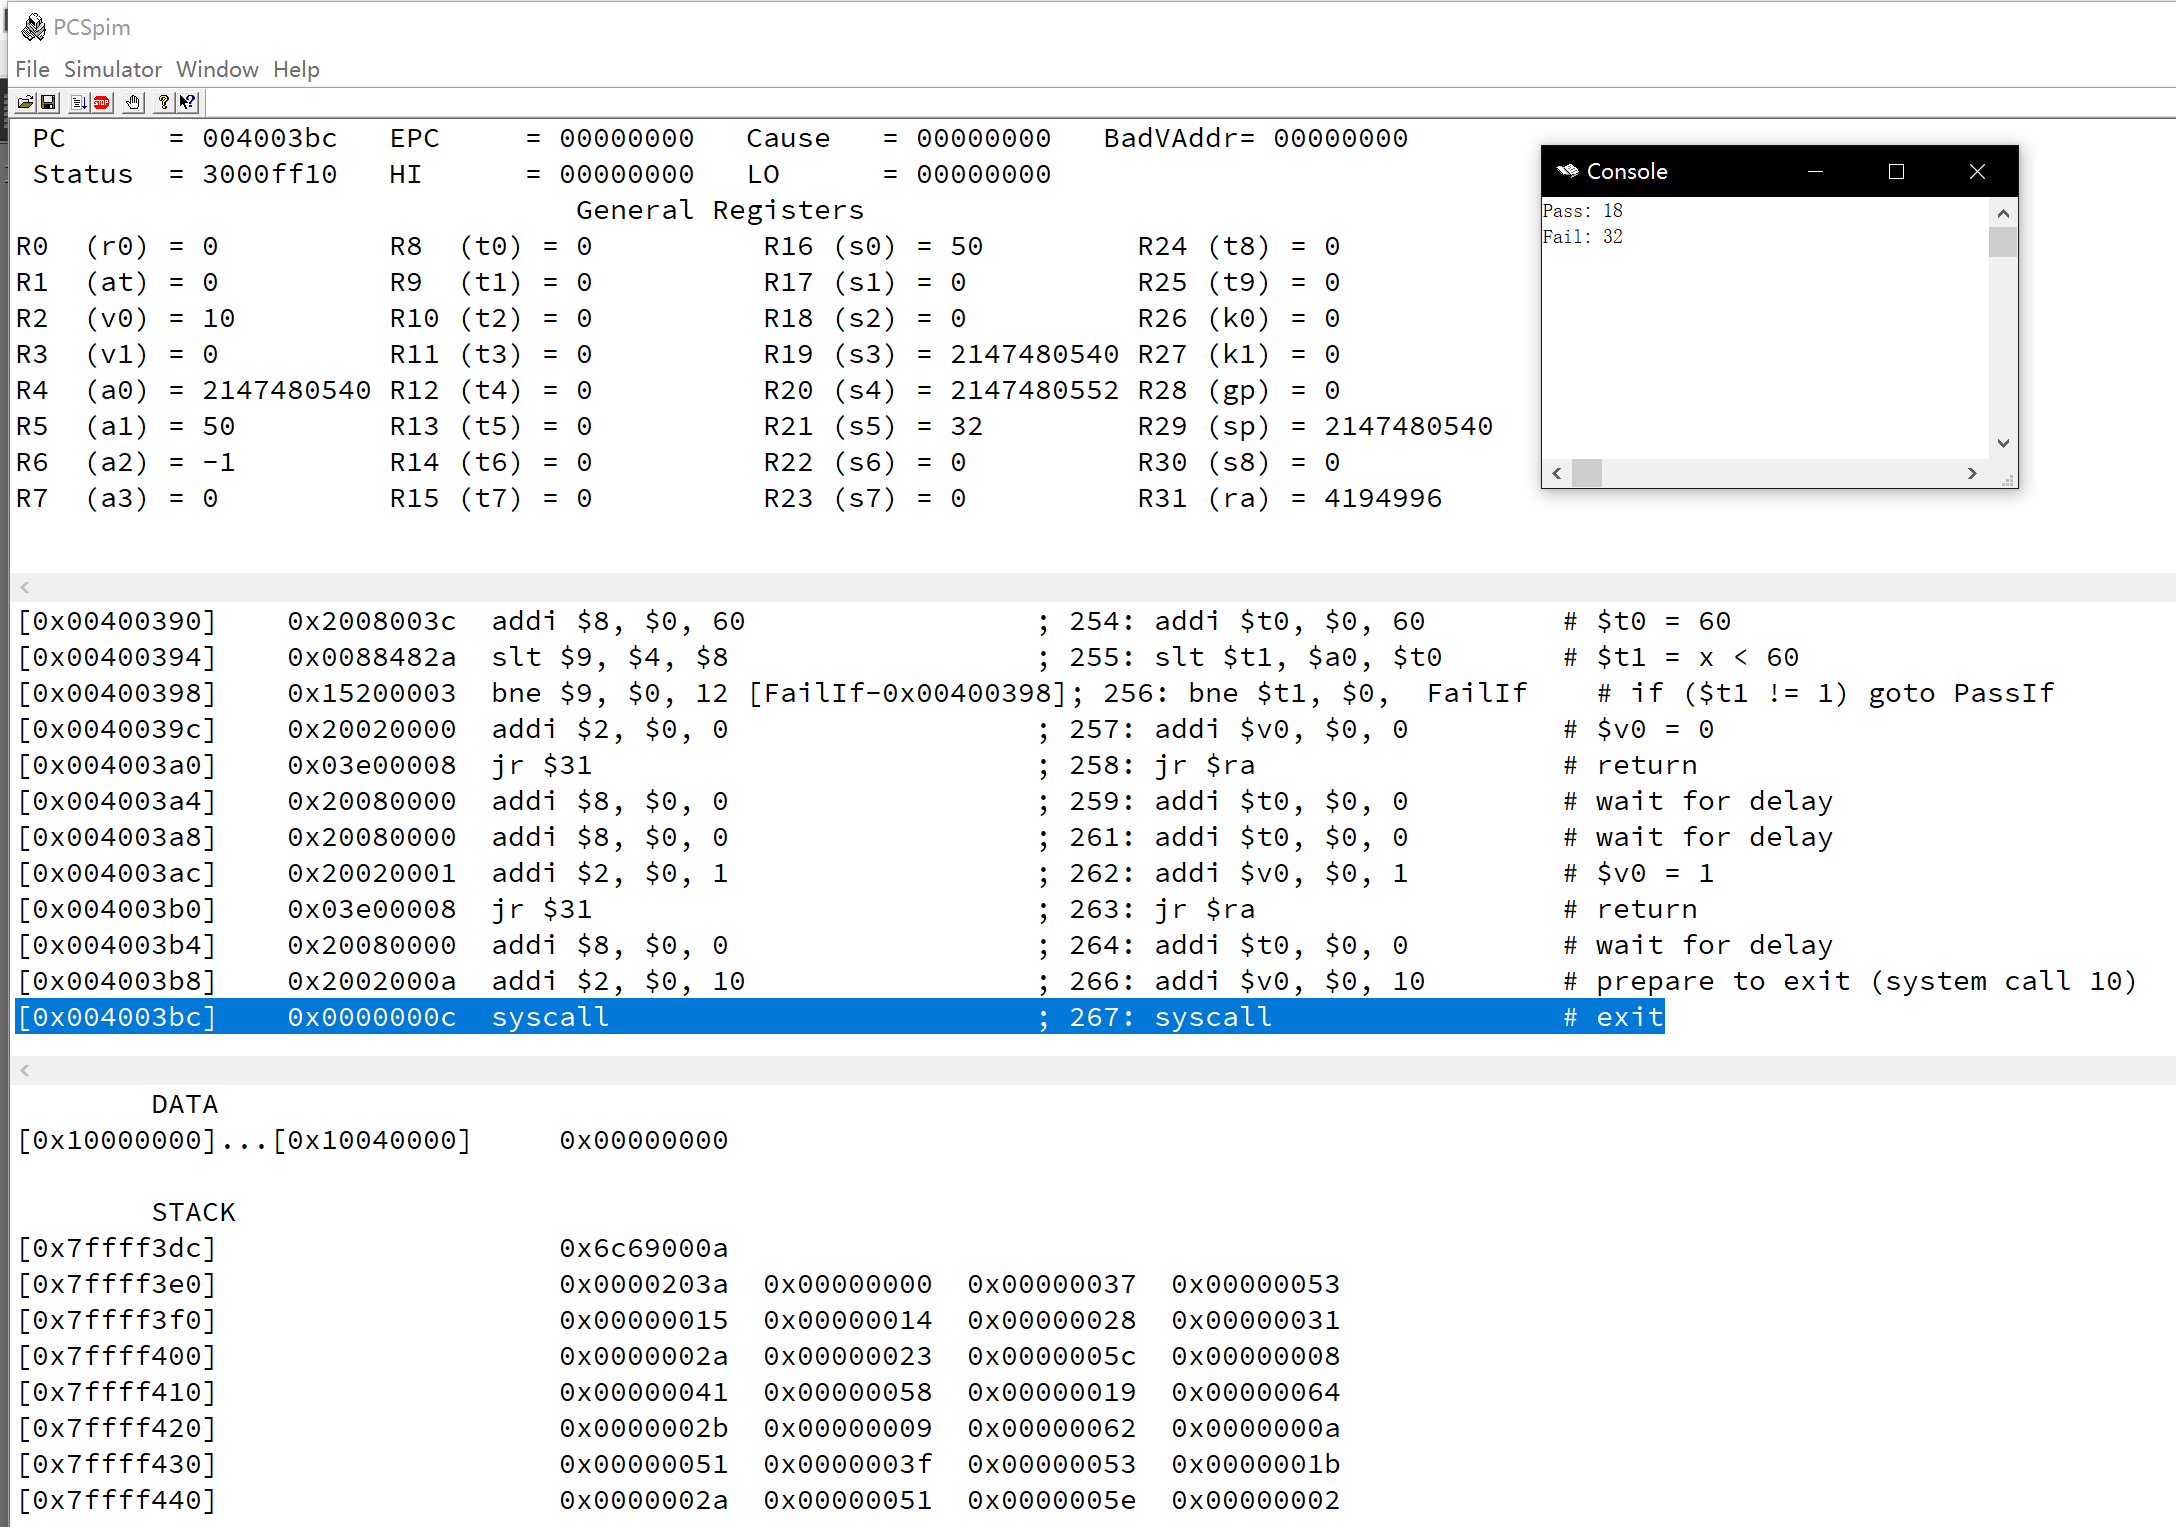 PCSpim
File Simulator Window Help
PC = 004003bc EPC = 00000000 Cause = 00000000 BadVAddr= 00000000
Status = 3000ff10 HI = 00000000 LO = 00000000
General Registers
R0 (r0) = 0 R8 (t0) = 0 R16 (s0) = 50 R24 (t8) = 0
R1 (at) = 0 R9 (t1) = 0 R17 (s1) = 0 R25 (t9) = 0
R2 (v0) = 10 R10 (t2) = 0 R18 (s2) = 0 R26 (k0) = 0
R3 (v1) = 0 R11 (t3) = 0 R19 (s3) = 2147480540 R27 (k1) = 0
R4 (a0) = 2147480540 R12 (t4) = 0 R20 (s4) = 2147480552 R28 (gp) = 0
R5 (a1) = 50 R13 (t5) = 0 R21 (s5) = 32 R29 (sp) = 2147480540
R6 (a2) = -1 R14 (t6) = 0 R22 (s6) = 0 R30 (s8) = 0
R7 (a3) = 0 R15 (t7) = 0 R23 (s7) = 0 R31 (ra) = 4194996
Console
Pass: 18
Fail: 32
[0x00400390] 0x2008003c addi $8, $0, 60 ; 254: addi $t0, $0, 60 # $t0 = 60
[0x00400394] 0x0088482a slt $9, $4, $8 ; 255: slt $t1, $a0, $t0 # $t1 = x < 60
[0x00400398] 0x15200003 bne $9, $0, 12 [FailIf-0x00400398]; 256: bne $t1, $0, FailIf # if ($t1 != 1) goto PassIf
[0x0040039c] 0x20020000 addi $2, $0, 0 ; 257: addi $v0, $0, 0 # $v0 = 0
[0x004003a0] 0x03e00008 jr $31 ; 258: jr $ra # return
[0x004003a4] 0x20080000 addi $8, $0, 0 ; 259: addi $t0, $0, 0 # wait for delay
[0x004003a8] 0x20080000 addi $8, $0, 0 ; 261: addi $t0, $0, 0 # wait for delay
[0x004003ac] 0x20020001 addi $2, $0, 1 ; 262: addi $v0, $0, 1 # $v0 = 1
[0x004003b0] 0x03e00008 jr $31 ; 263: jr $ra # return
[0x004003b4] 0x20080000 addi $8, $0, 0 ; 264: addi $t0, $0, 0 # wait for delay
[0x004003b8] 0x2002000a addi $2, $0, 10 ; 266: addi $v0, $0, 10 # prepare to exit (system call 10)
[0x004003bc] 0x0000000c syscall ; 267: syscall # exit
DATA
[0x10000000]...[0x10040000] 0x00000000
STACK
[0x7ffff3dc] 0x6c69000a
[0x7ffff3e0] 0x0000203a 0x00000000 0x00000037 0x00000053
[0x7ffff3f0] 0x00000015 0x00000014 0x00000028 0x00000031
[0x7ffff400] 0x0000002a 0x00000023 0x0000005c 0x00000008
[0x7ffff410] 0x00000041 0x00000058 0x00000019 0x00000064
[0x7ffff420] 0x0000002b 0x00000009 0x00000062 0x0000000a
[0x7ffff430] 0x00000051 0x0000003f 0x00000053 0x0000001b
[0x7ffff440] 0x0000002a 0x00000051 0x0000005e 0x00000002